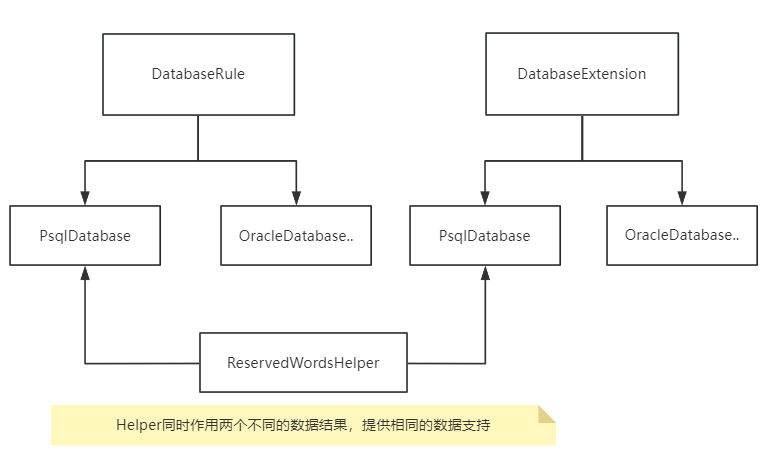 DatabaseRule
DatabaseExtension
PsqlDatabase
OracleDatabase..
PsqlDatabase
OracleDatabase..
ReservedWordsHelper
Helper同时作用两个不同的数据结果，提供相同的数据支持